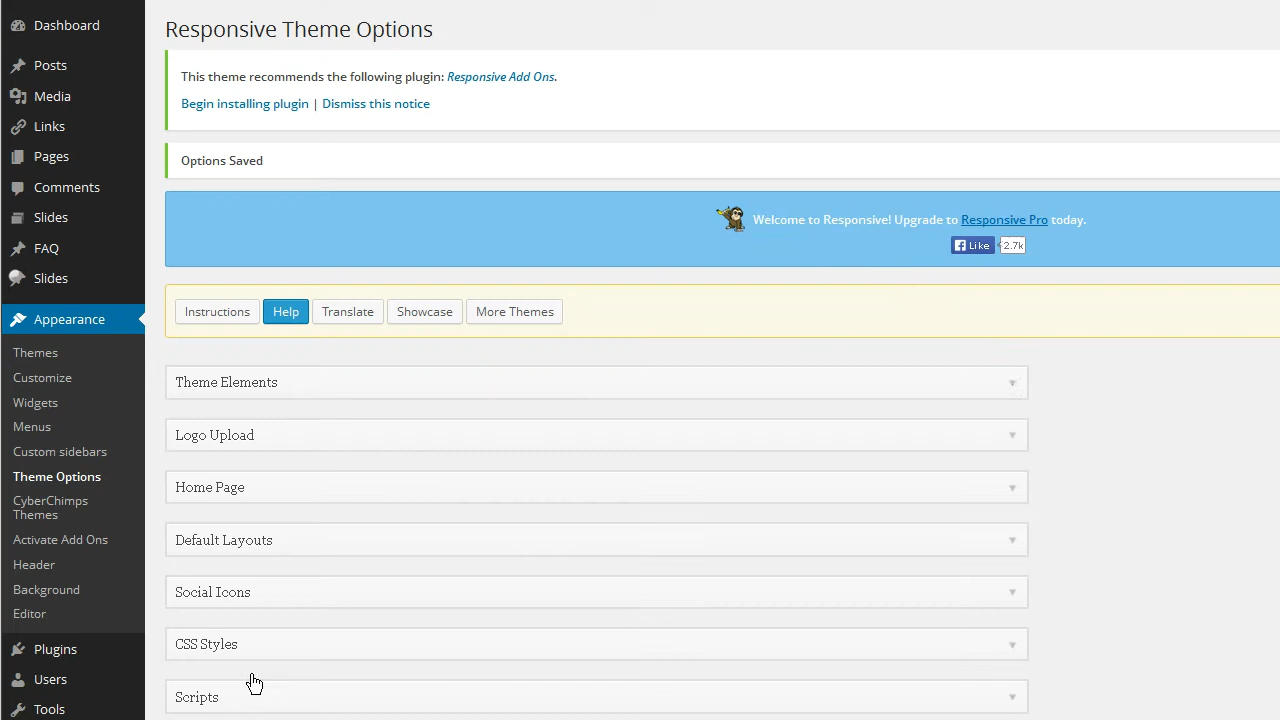 Dashboard
Posts
Media
Links
Pages
Comments
Slides
FAQ
Slides
Appearance
Themes
Customize
Widgets
Menus
Custom sidebars
Theme Options
CyberChimps
Themes
Activate Add Ons
Header
Background
Editor
Plugins
Users
Tools
Responsive Theme Options
This theme recommends the following plugin: Responsive Add Ons.
Begin installing plugin | Dismiss this notice
Options Saved
Welcome to Responsive! Upgrade to Responsive Pro today.
Like 2.7k
Instructions Help Translate Showcase More Themes
Theme Elements
Logo Upload
Home Page
Default Layouts
Social Icons
CSS Styles
Scripts